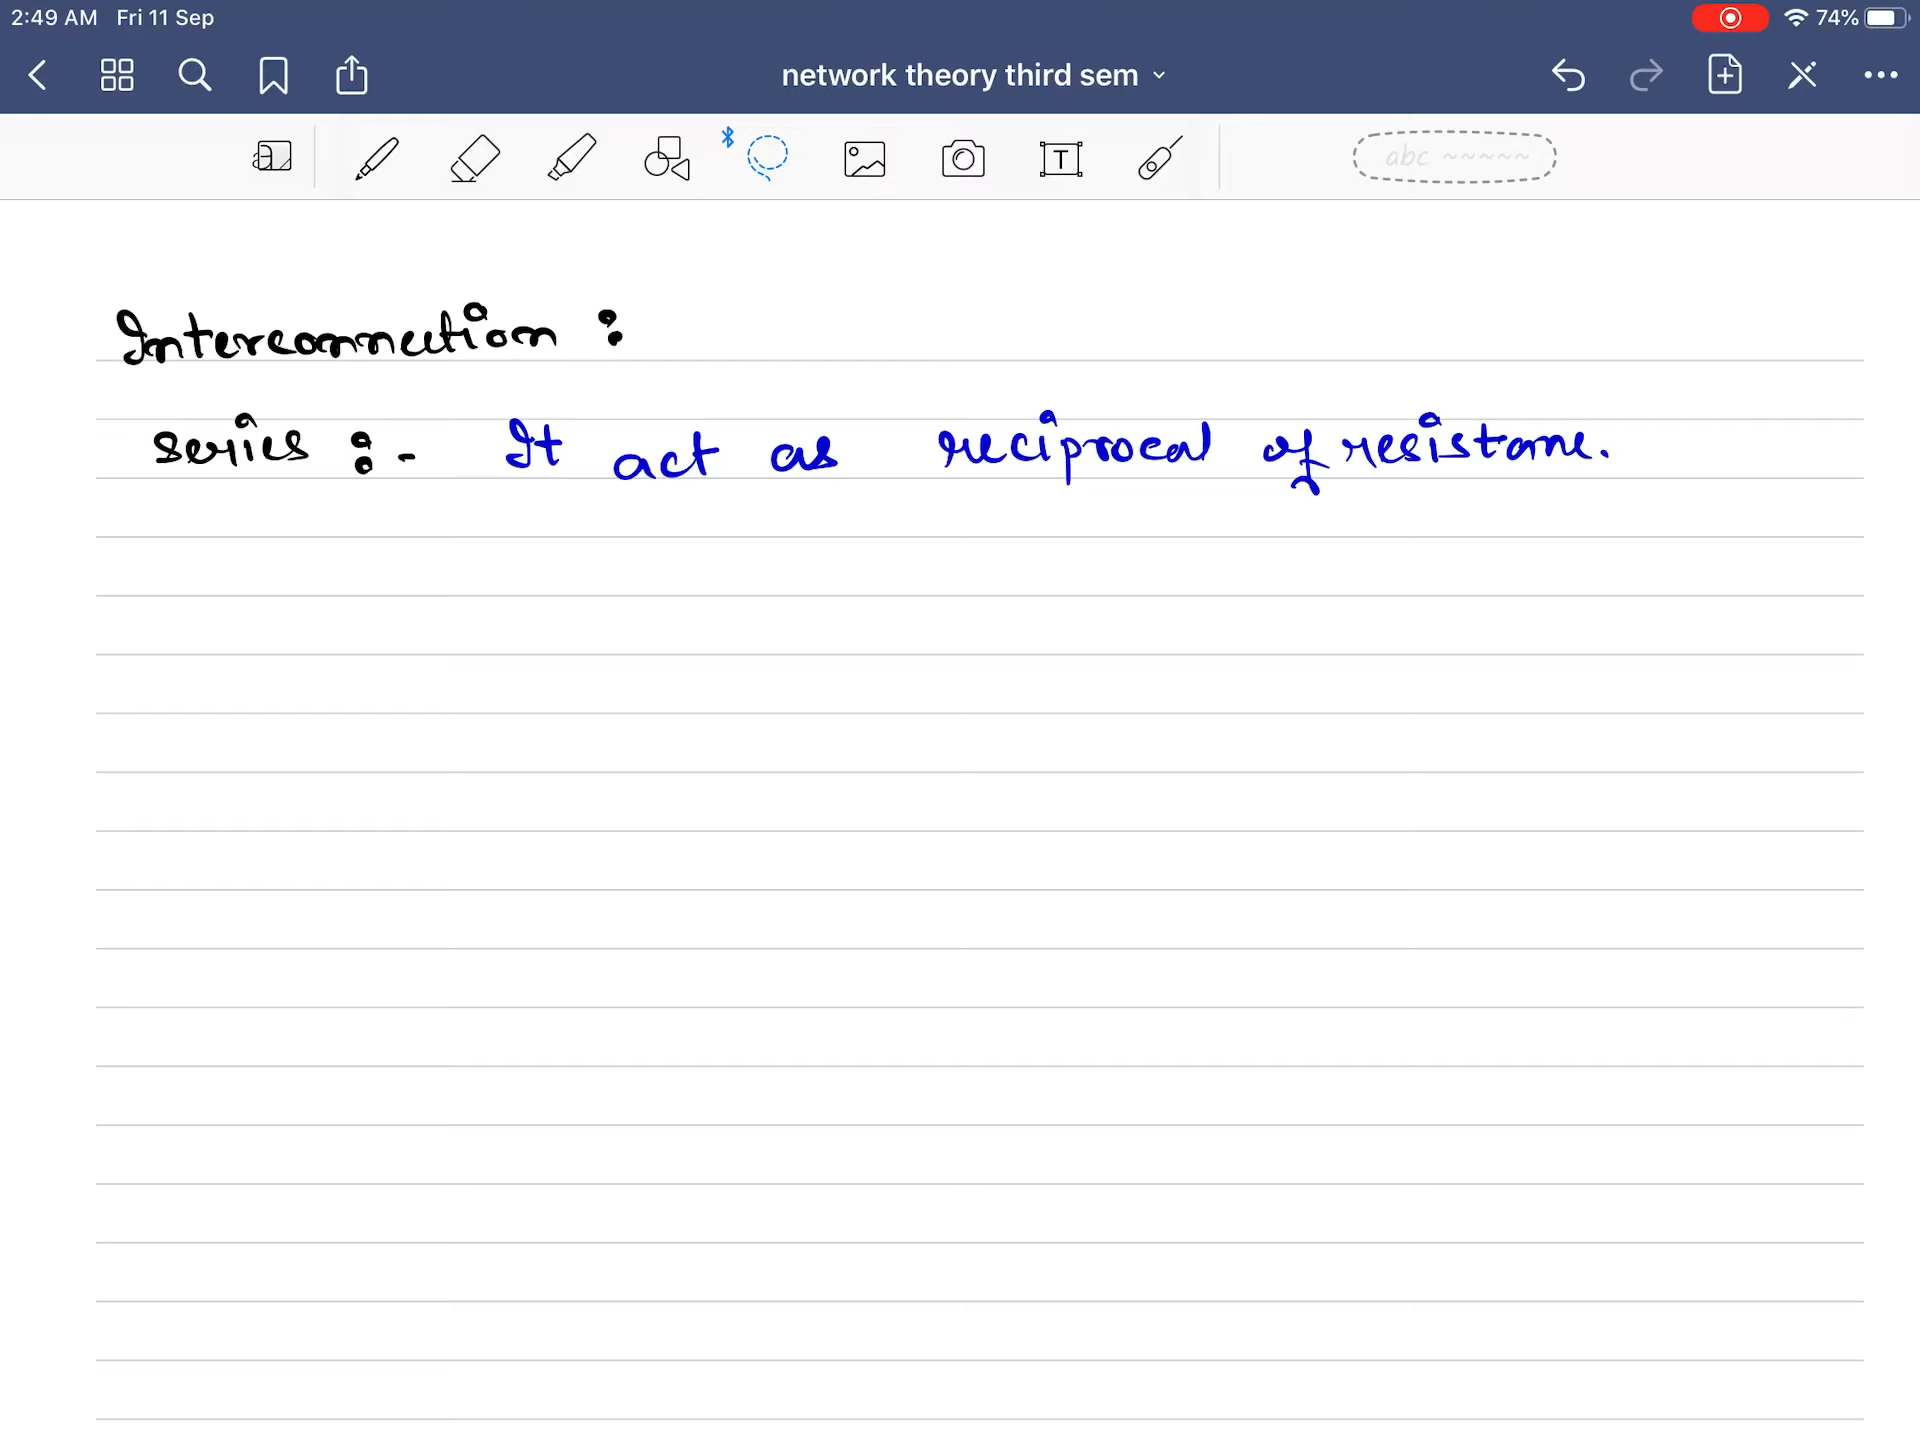 2:49 AM Fri 11 Sep 74%
network theory third sem
T abc
Interconnection :
series :- It act as reciprocal of resistance.